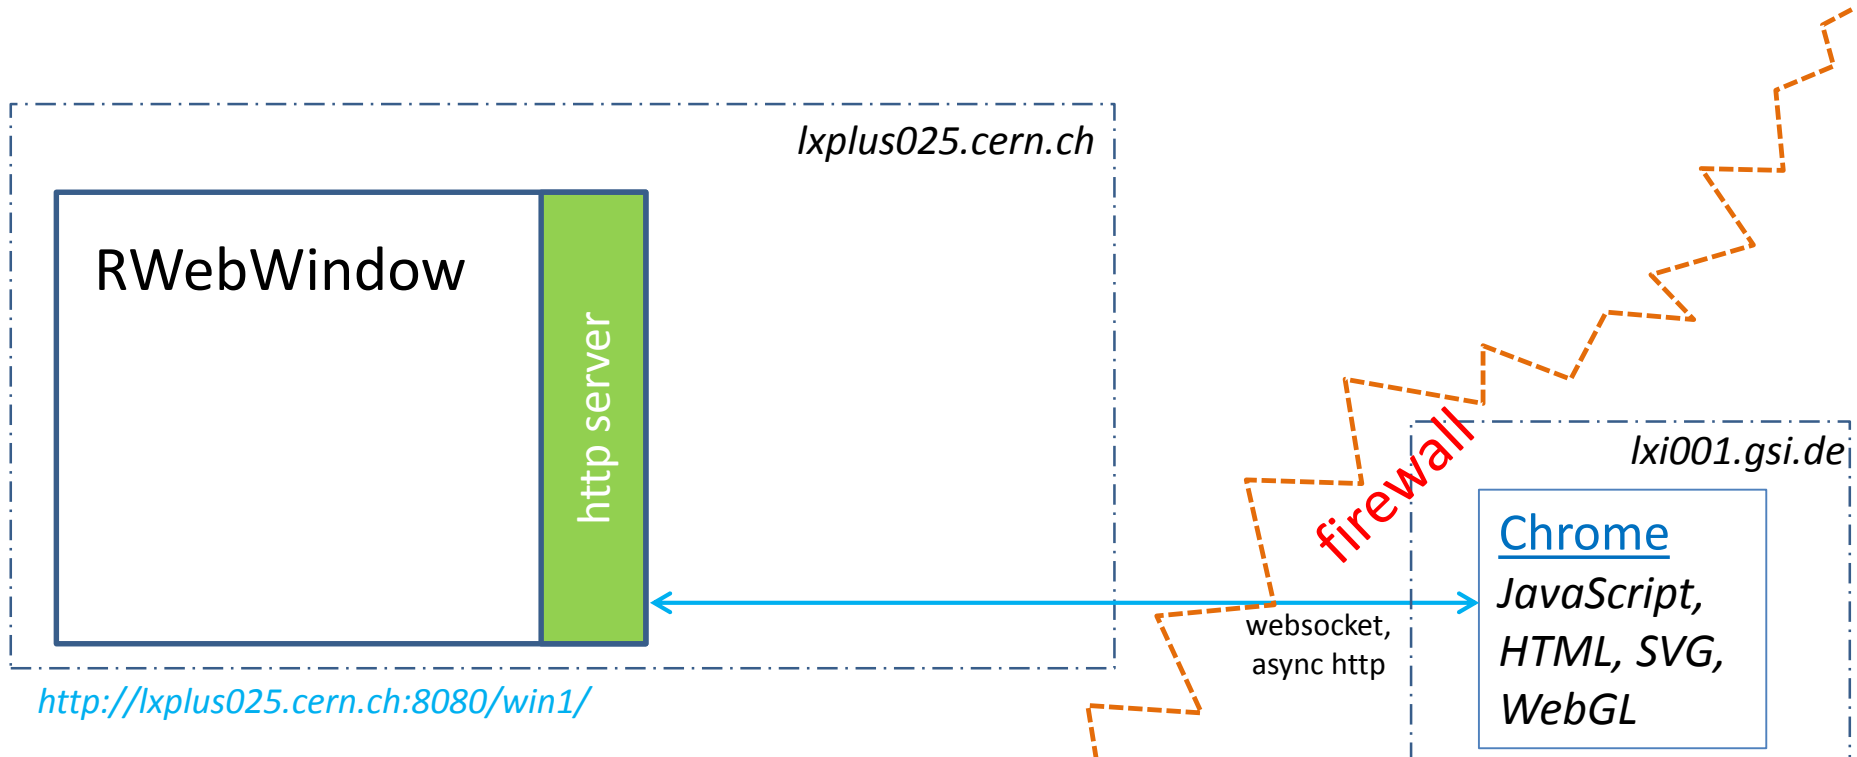 lxplus025.cern.ch
RWebWindow
http server
firewall
lxi001.gsi.de
Chrome
JavaScript,
HTML, SVG,
WebGL
websocket,
async http
http://lxplus025.cern.ch:8080/win1/